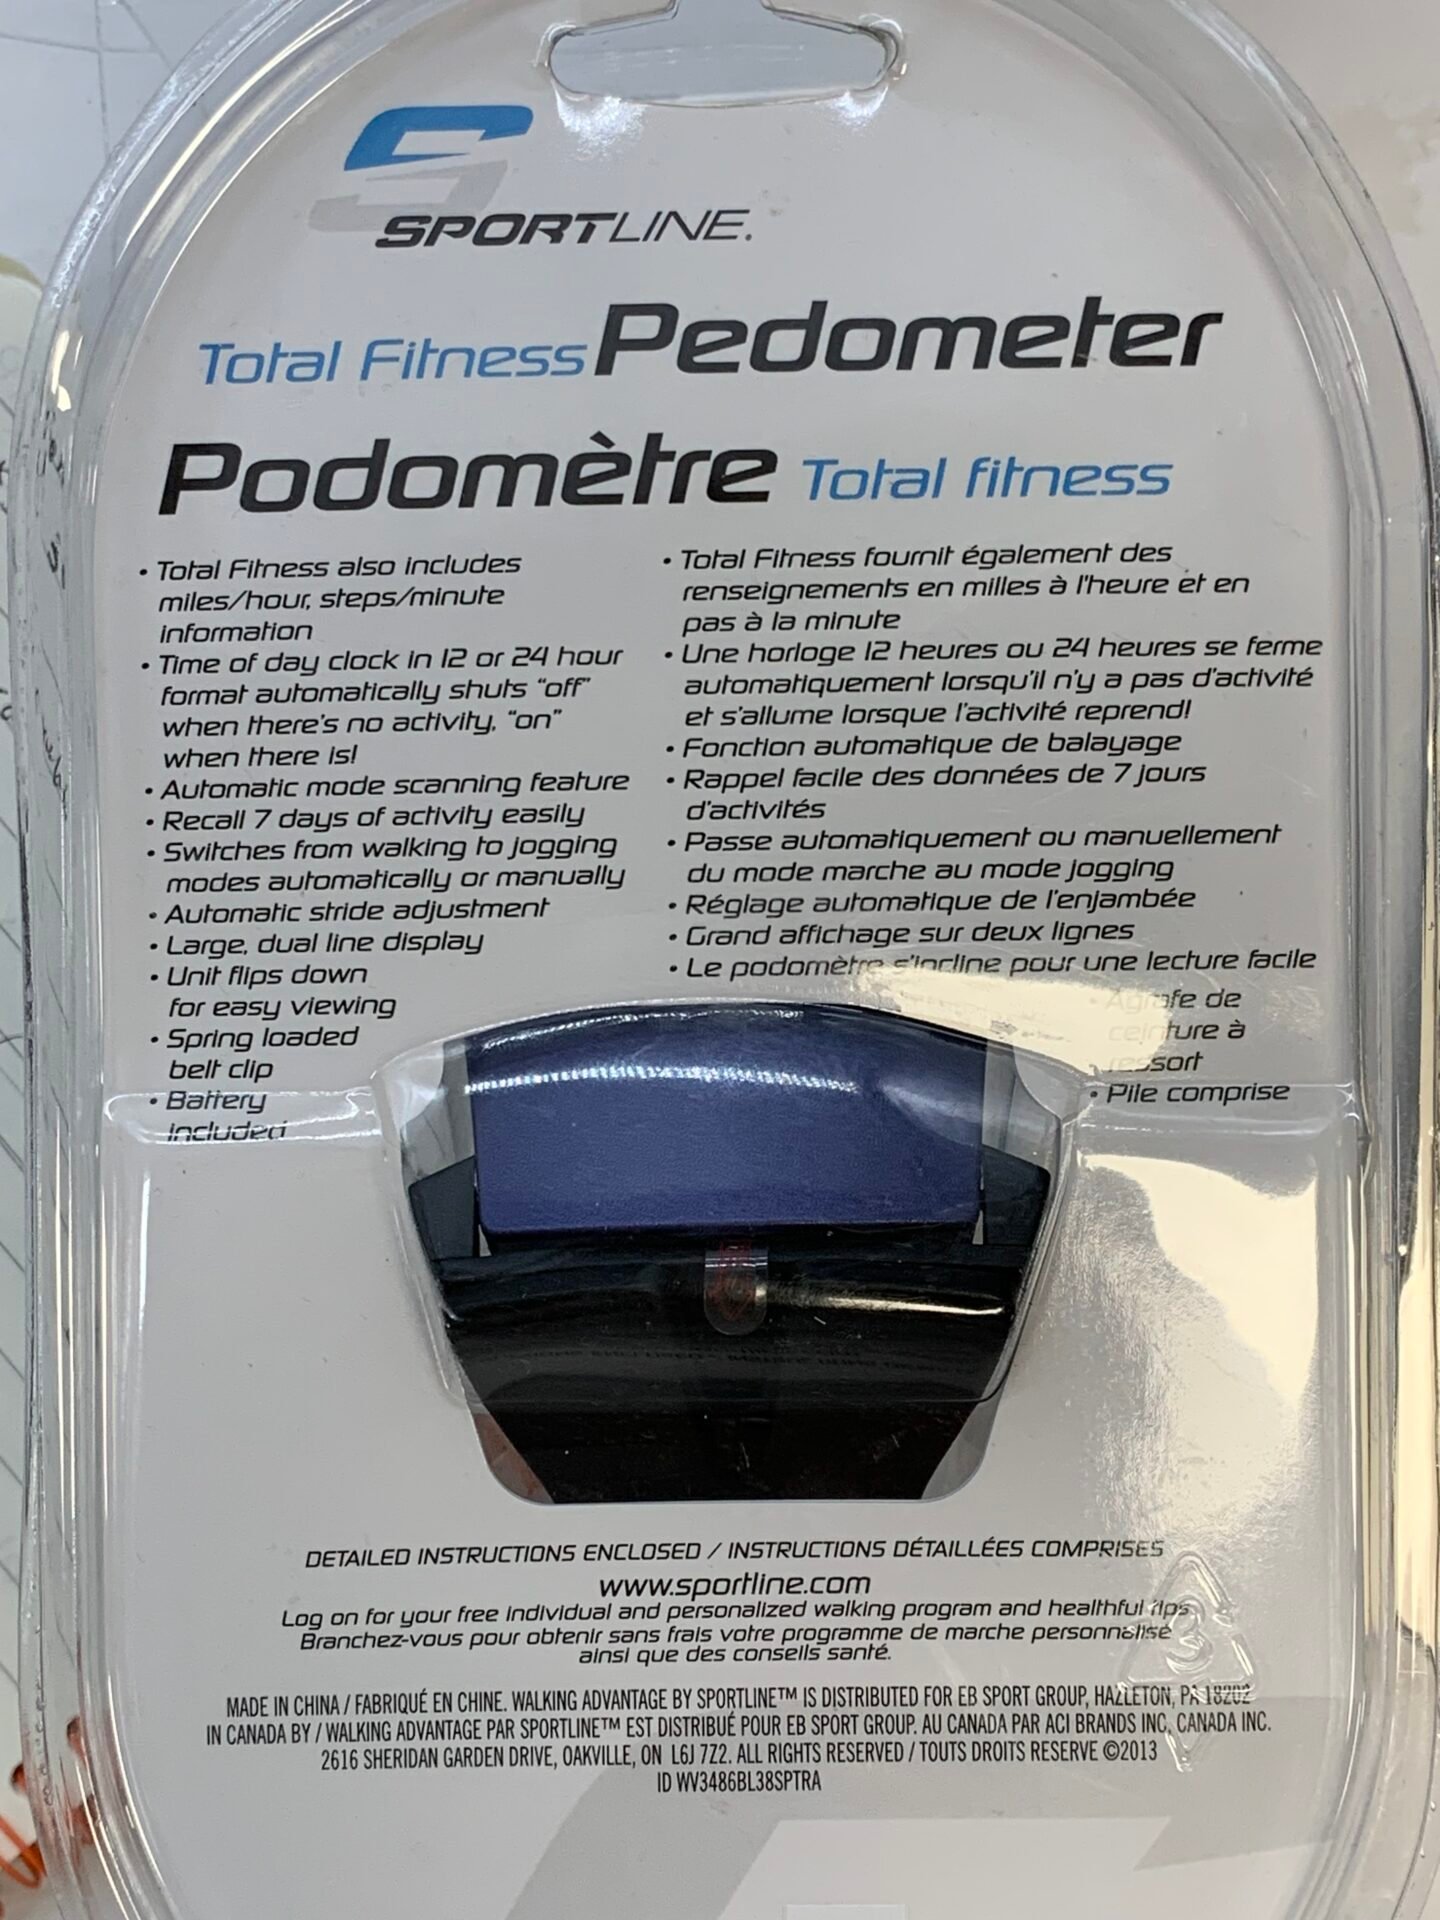 SPORTLINE.
Total Fitness Pedometer
Podomètre Total fitness
• Total Fitness also includes
miles/hour, steps/minute
information
• Time of day clock in 12 or 24 hour
format automatically shuts "off"
when there's no activity, "on"
when there is!
• Automatic mode scanning feature
• Recall 7 days of activity easily
• Switches from walking to jogging
modes automatically or manually
• Automatic stride adjustment
• Large, dual line display
• Unit flips down
for easy viewing
• Spring loaded
belt clip
• Battery
included
• Total Fitness fournit également des
renseignements en milles à l'heure et en
pas à la minute
• Une horloge 12 heures ou 24 heures se ferme
automatiquement lorsqu'il n'y a pas d'activité
et s'allume lorsque l'activité reprend!
• Fonction automatique de balayage
• Rappel facile des données de 7 jours
d'activités
• Passe automatiquement ou manuellement
du mode marche au mode jogging
• Réglage automatique de l'enjambée
• Grand affichage sur deux lignes
• Le podomètre s'incline pour une lecture facile
• Agrafe de
ceinture à
ressort
• Pile comprise
DETAILED INSTRUCTIONS ENCLOSED / INSTRUCTIONS DÉTAILLÉES COMPRISES
www.sportline.com
Log on for your free individual and personalized walking program and healthful tips
Branchez-vous pour obtenir sans frais votre programme de marche personnalisé
ainsi que des conseils santé.
3
MADE IN CHINA / FABRIQUÉ EN CHINE. WALKING ADVANTAGE BY SPORTLINE™ IS DISTRIBUTED FOR EB SPORT GROUP, HAZLETON, PA 18202
IN CANADA BY / WALKING ADVANTAGE PAR SPORTLINE™ EST DISTRIBUÉ POUR EB SPORT GROUP. AU CANADA PAR ACI BRANDS INC, CANADA INC.
2616 SHERIDAN GARDEN DRIVE, OAKVILLE, ON L6J 7Z2. ALL RIGHTS RESERVED / TOUTS DROITS RESERVE ©2013
ID WV3486BL38SPTRA